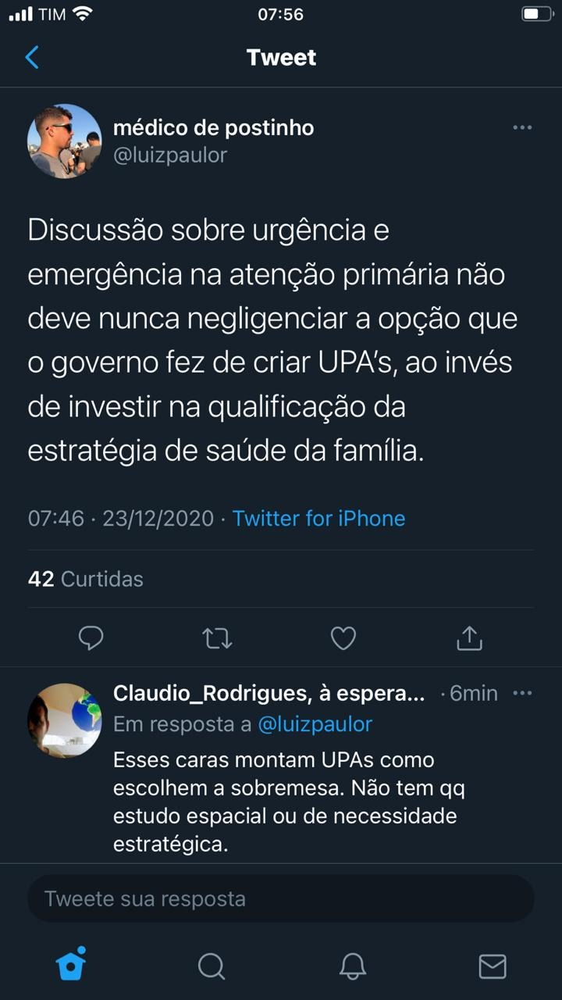 TIM 07:56
Tweet
médico de postinho
@luizpaulor
Discussão sobre urgência e
emergência na atenção primária não
deve nunca negligenciar a opção que
o governo fez de criar UPA’s, ao invés
de investir na qualificação da
estratégia de saúde da família.
07:46 · 23/12/2020 · Twitter for iPhone
42 Curtidas
Claudio_Rodrigues, à espera... · 6min
Em resposta a @luizpaulor
Esses caras montam UPAs como
escolhem a sobremesa. Não tem qq
estudo espacial ou de necessidade
estratégica.
Tweete sua resposta